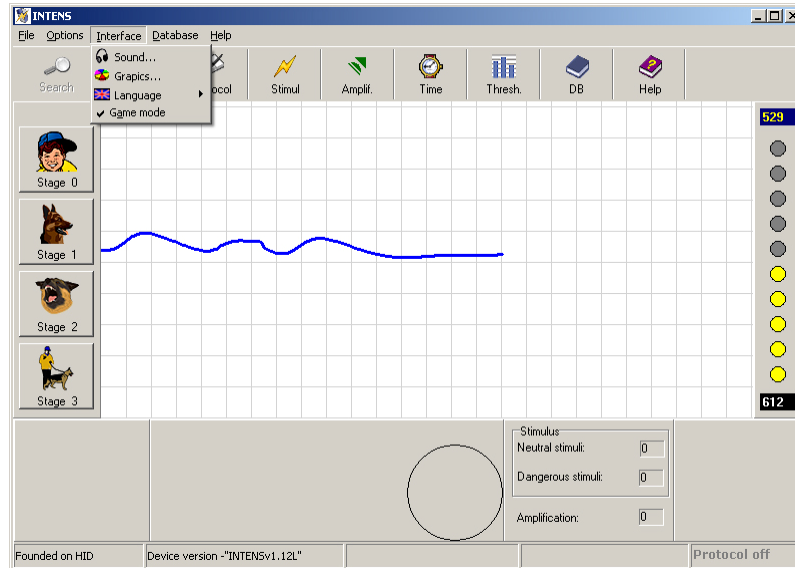 INTENS
File Options Interface Database Help
Sound...
Grapics...
Language
Game mode
Search
col
Stimul
Amplif.
Time
Thresh.
DB
Help
529
Stage 0
Stage 1
Stage 2
Stage 3
612
Stimulus
Neutral stimuli: 0
Dangerous stimuli: 0
Amplification: 0
Founded on HID
Device version -"INTENSv1.12L"
Protocol off